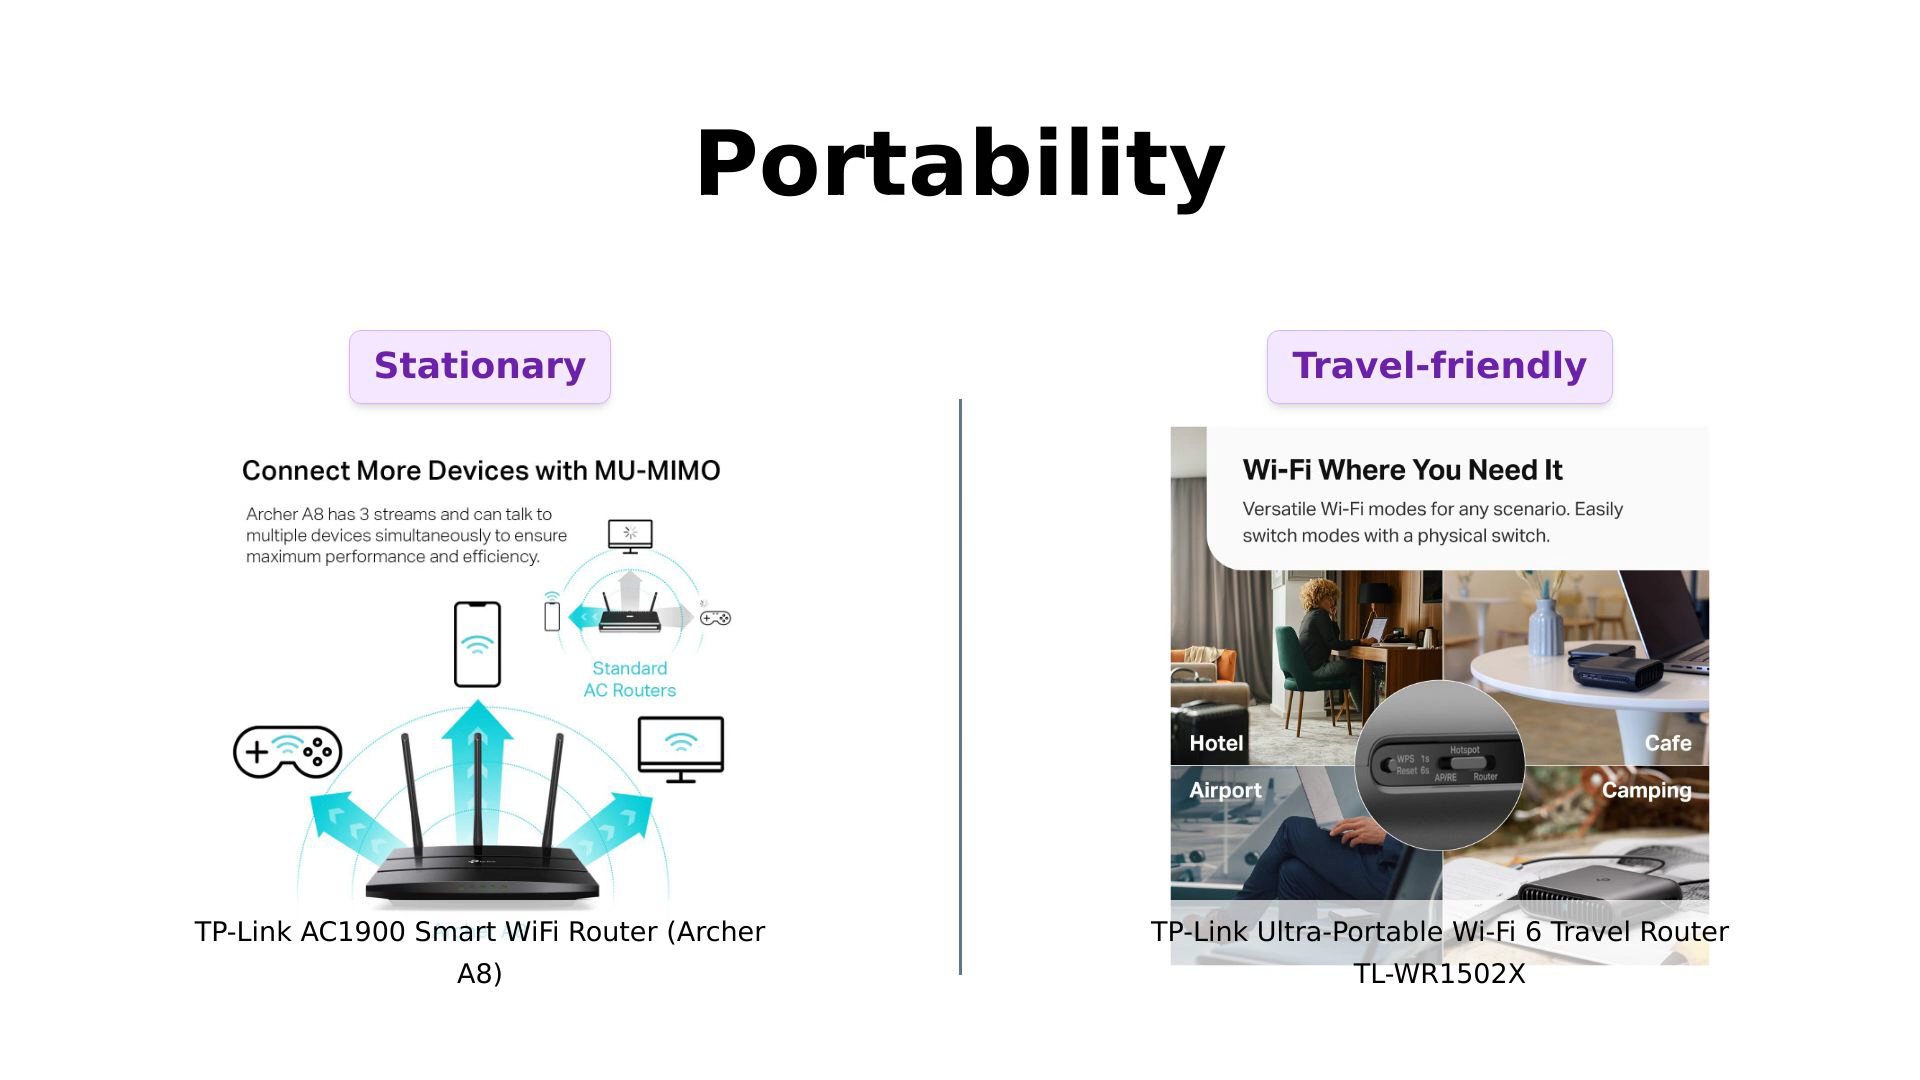 Portability
Stationary
Travel-friendly
Connect More Devices with MU-MIMO
Archer A8 has 3 streams and can talk to
multiple devices simultaneously to ensure
maximum performance and efficiency.
Standard
AC Routers
TP-Link AC1900 Smart WiFi Router (Archer
A8)
Wi-Fi Where You Need It
Versatile Wi-Fi modes for any scenario. Easily
switch modes with a physical switch.
Hotel
Cafe
Airport
Camping
Hotspot
WPS 1s
Reset 6s
AP/RE Router
TP-Link Ultra-Portable Wi-Fi 6 Travel Router
TL-WR1502X